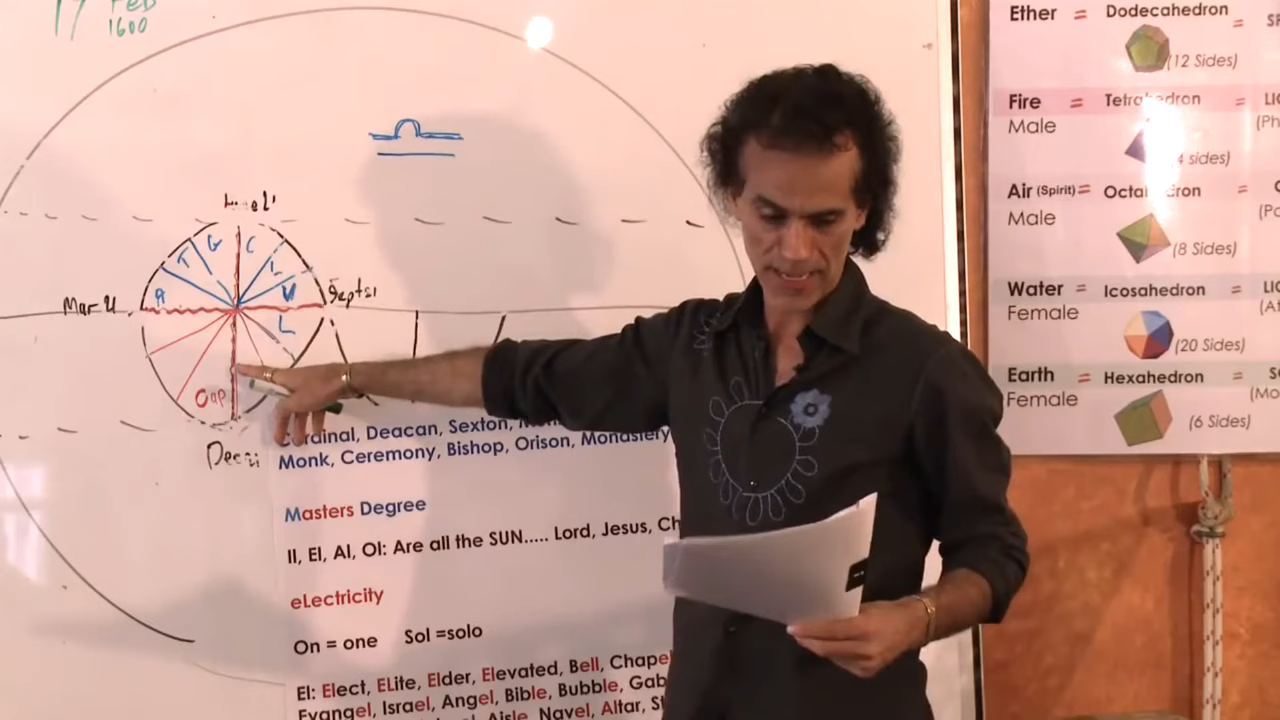 17 FEB
1600
Mar 21
Sept 21
A
T
G
C
L
V
L
Cap
Cardinal, Deacan, Sexton,
Monk, Ceremony, Bishop, Orison, Monastery
Masters Degree
Il, El, Al, Ol: Are all the SUN..... Lord, Jesus,
eLectricity
On = one Sol =solo
El: Elect, ELite, Elder, Elevated, Bell, Chapel
Evangel, Israel, Angel, Bible, Bubble,
Aisle, Navel, Altar,
Ether = Dodecahedron =
(12 Sides)
Fire = Tetrahedron =
Male
4 sides)
Air (Spirit) = Octahedron =
Male
(8 Sides)
Water = Icosahedron =
Female
(20 Sides)
Earth = Hexahedron =
Female
(6 Sides)